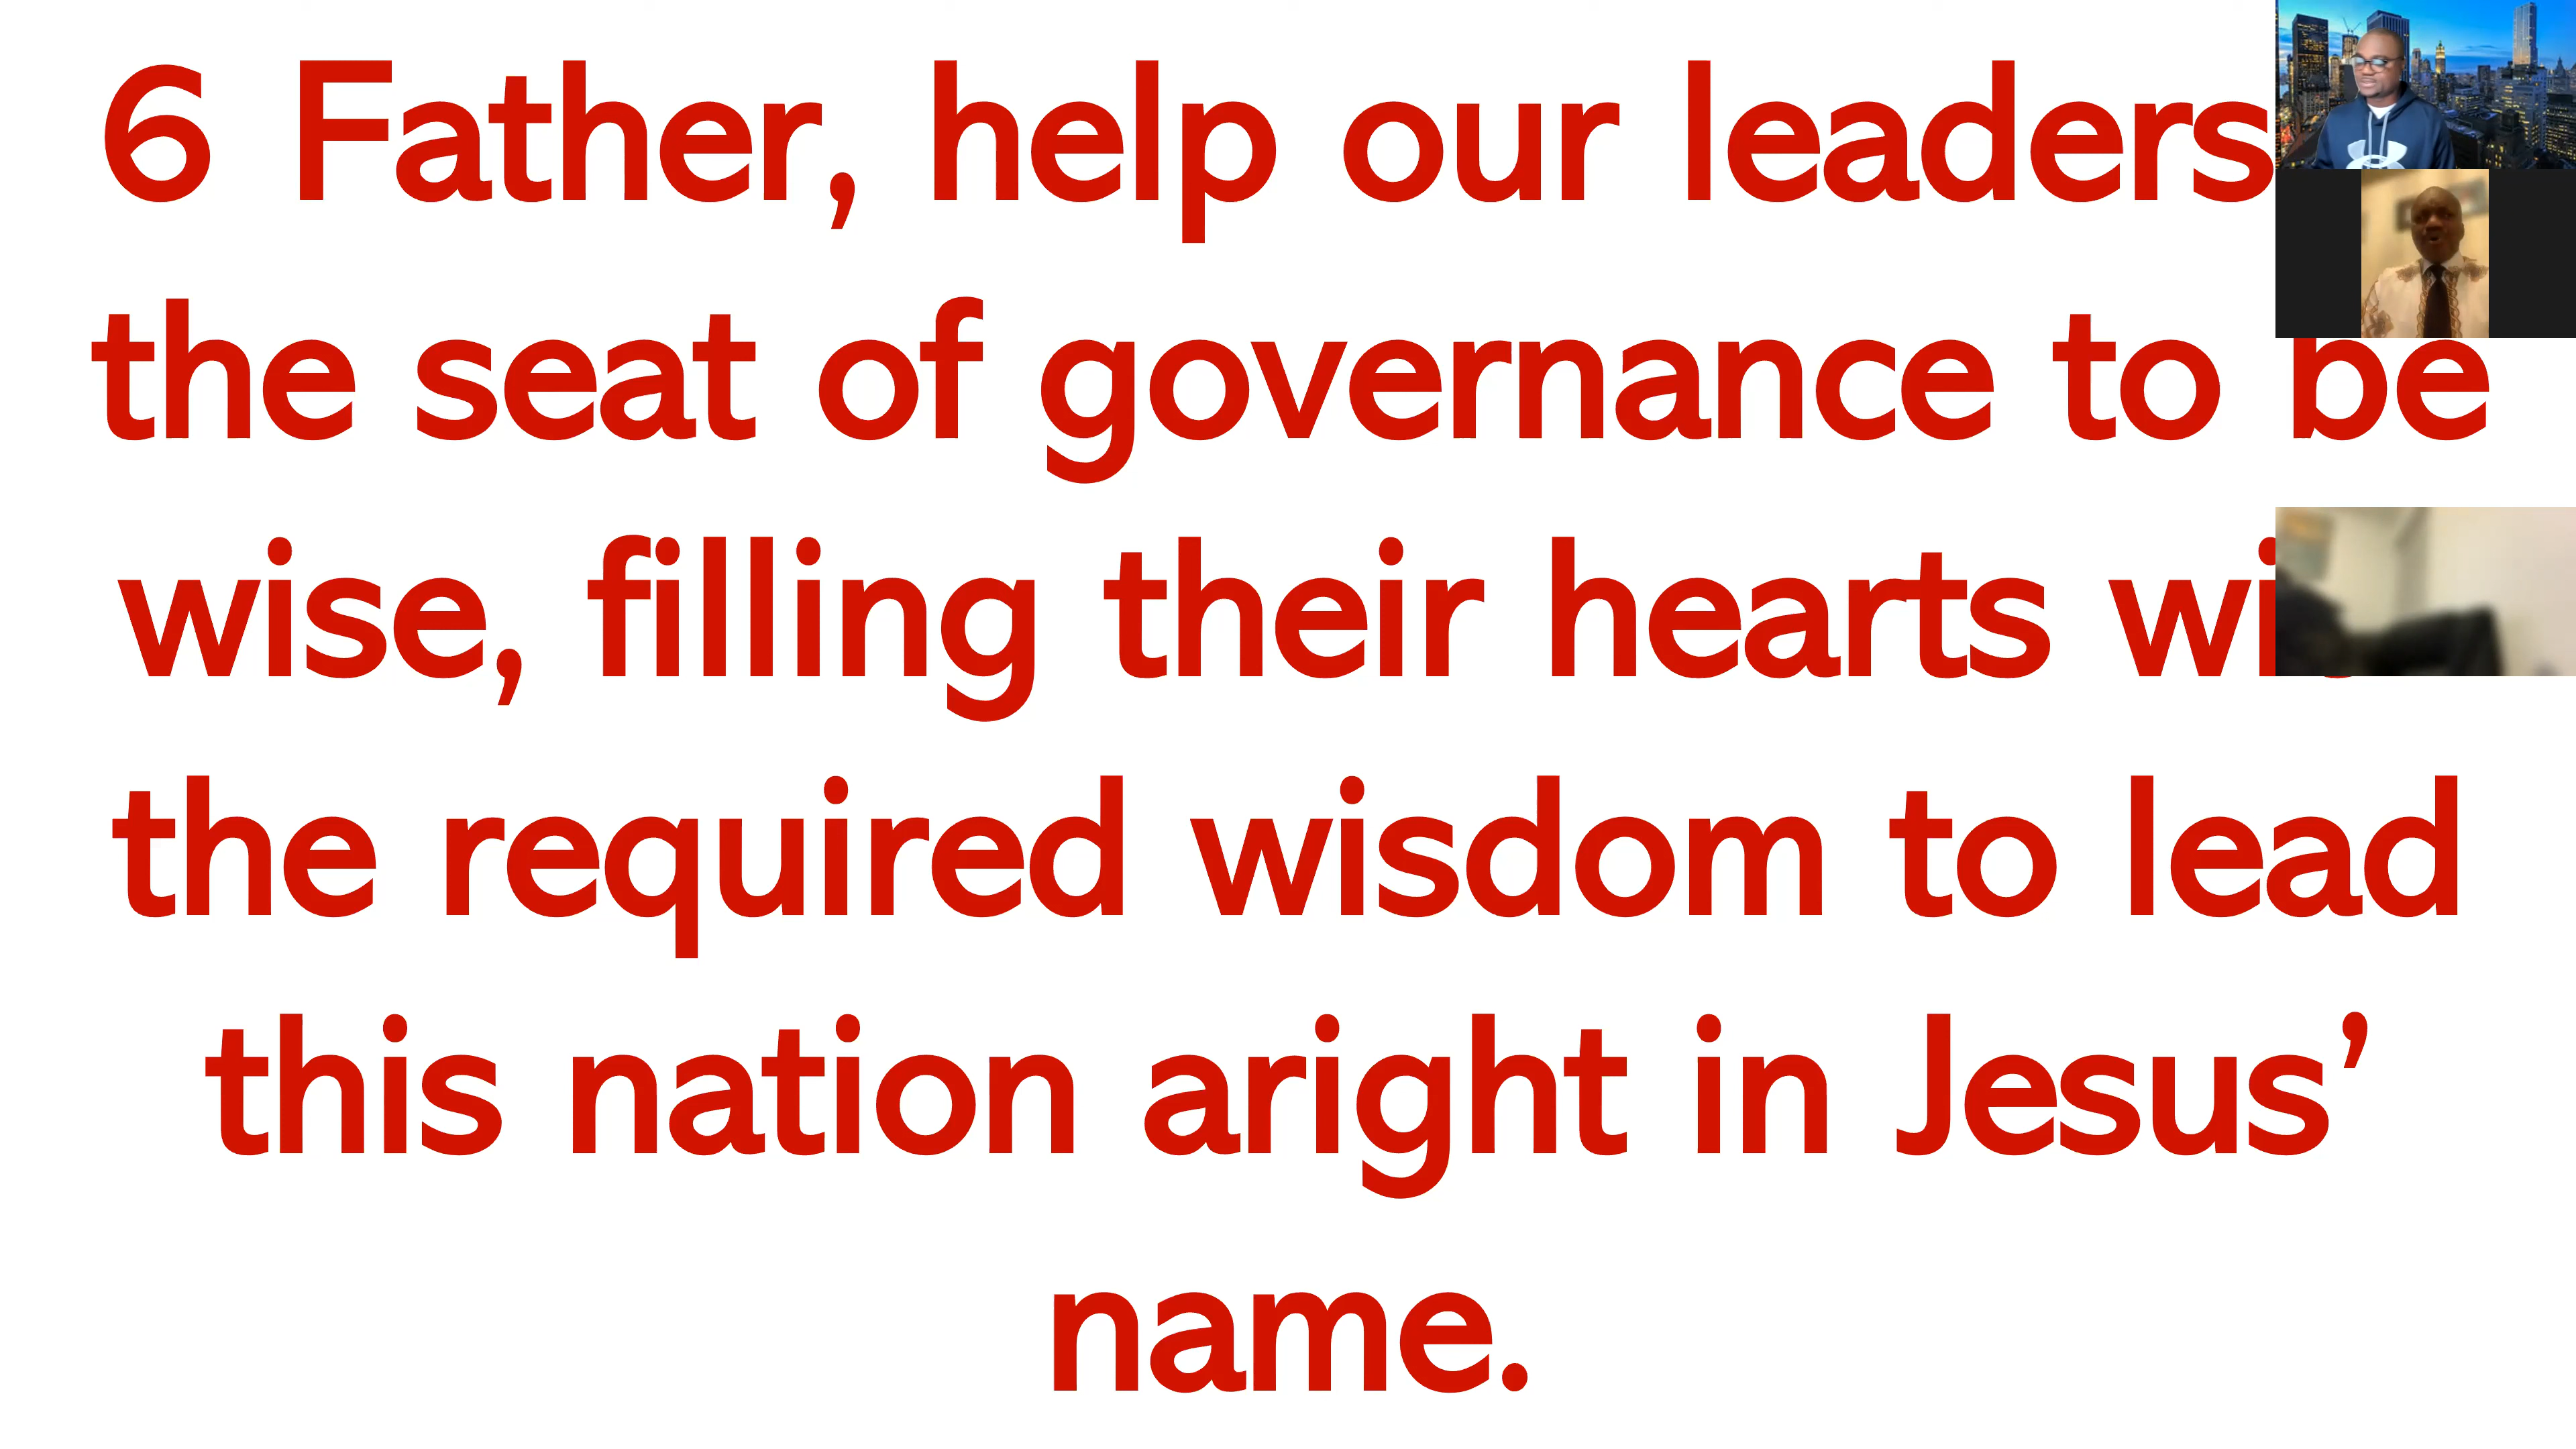 6 Father, help our leaders
the seat of governance to be
wise, filling their hearts
the required wisdom to lead
this nation aright in Jesus’
name.